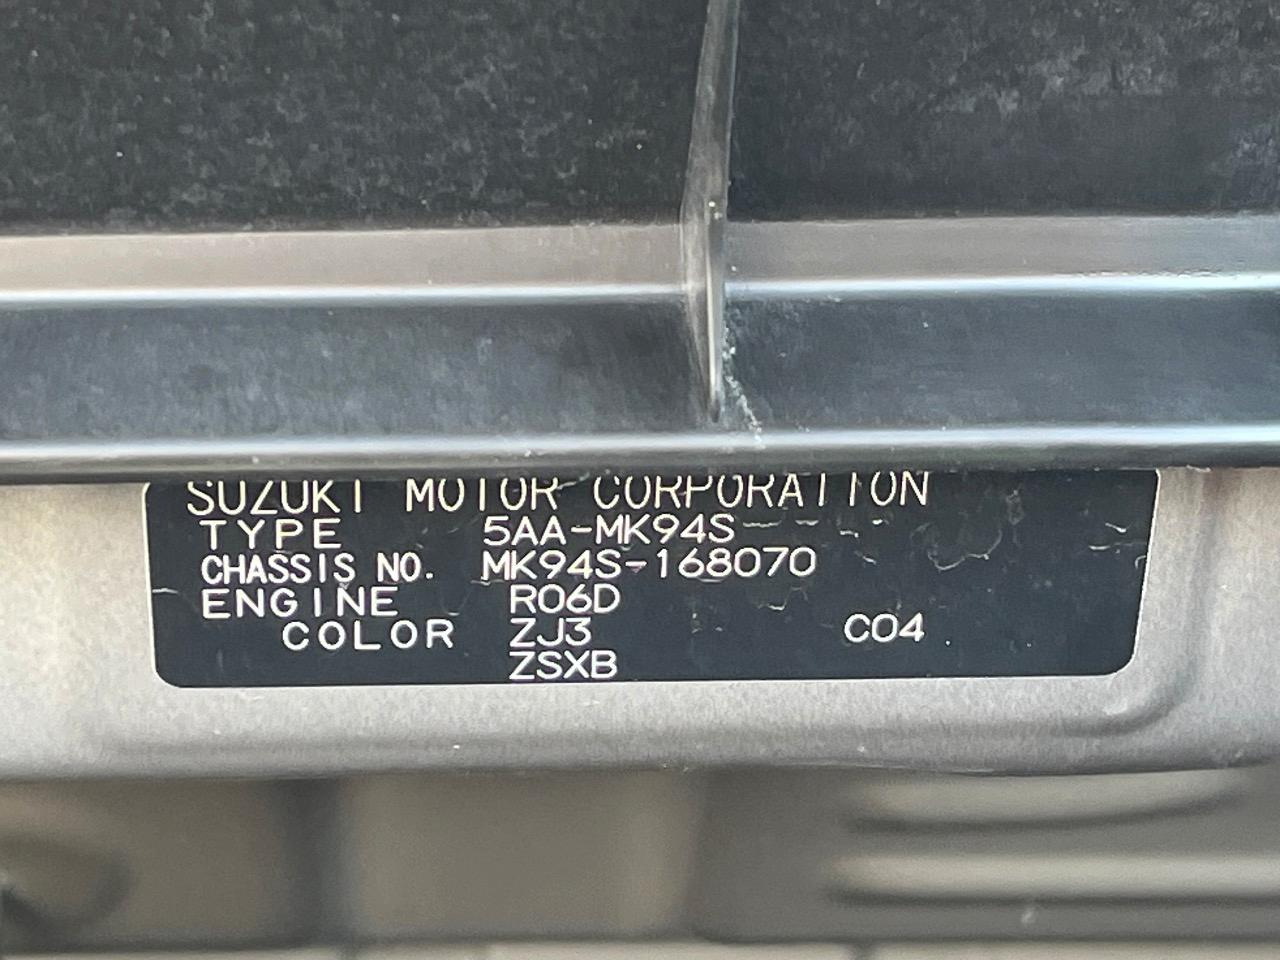 SUZUKI MOTOR CORPORATION
TYPE 5AA-MK94S
CHASSIS NO. MK94S-168070
ENGINE R06D
COLOR ZJ3 C04
ZSXB